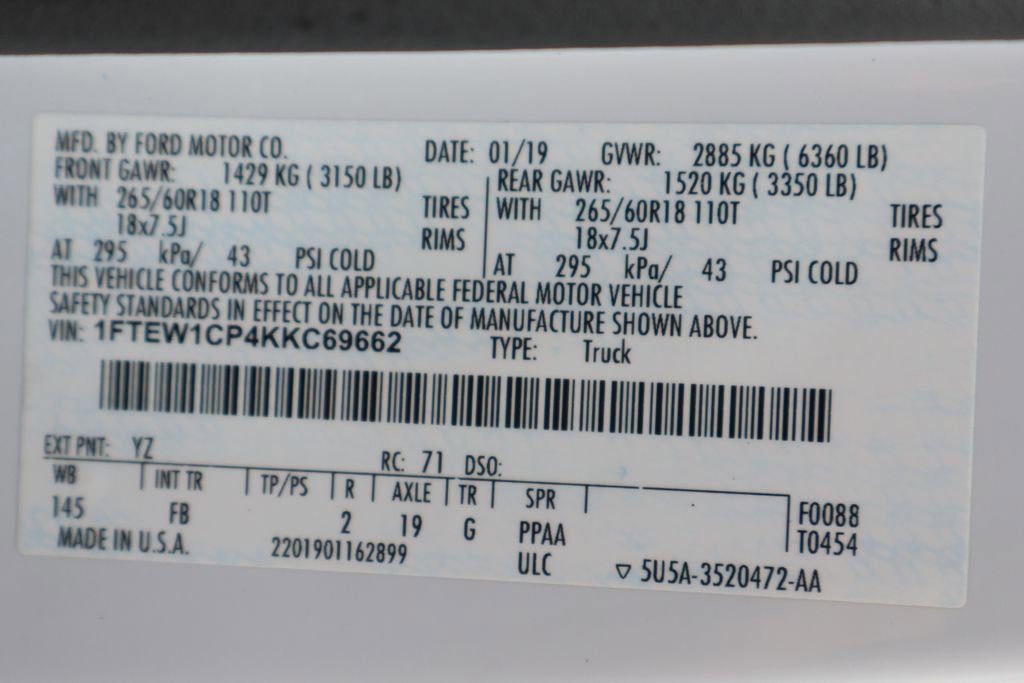 MFD. BY FORD MOTOR CO. DATE: 01/19 GVWR: 2885 KG ( 6360 LB)
FRONT GAWR: 1429 KG ( 3150 LB) REAR GAWR: 1520 KG ( 3350 LB)
WITH 265/60R18 110T TIRES WITH 265/60R18 110T TIRES
18x7.5J RIMS 18x7.5J RIMS
AT 295 kPa/ 43 PSI COLD AT 295 kPa/ 43 PSI COLD
THIS VEHICLE CONFORMS TO ALL APPLICABLE FEDERAL MOTOR VEHICLE
SAFETY STANDARDS IN EFFECT ON THE DATE OF MANUFACTURE SHOWN ABOVE.
VIN: 1FTEW1CP4KKC69662 TYPE: Truck
EXT PNT: YZ RC: 71 DSO:
WB INT TR TP/PS R AXLE TR SPR F0088
145 FB 2 19 G PPAA T0454
MADE IN U.S.A. 2201901162899 ULC ▽ 5U5A-3520472-AA